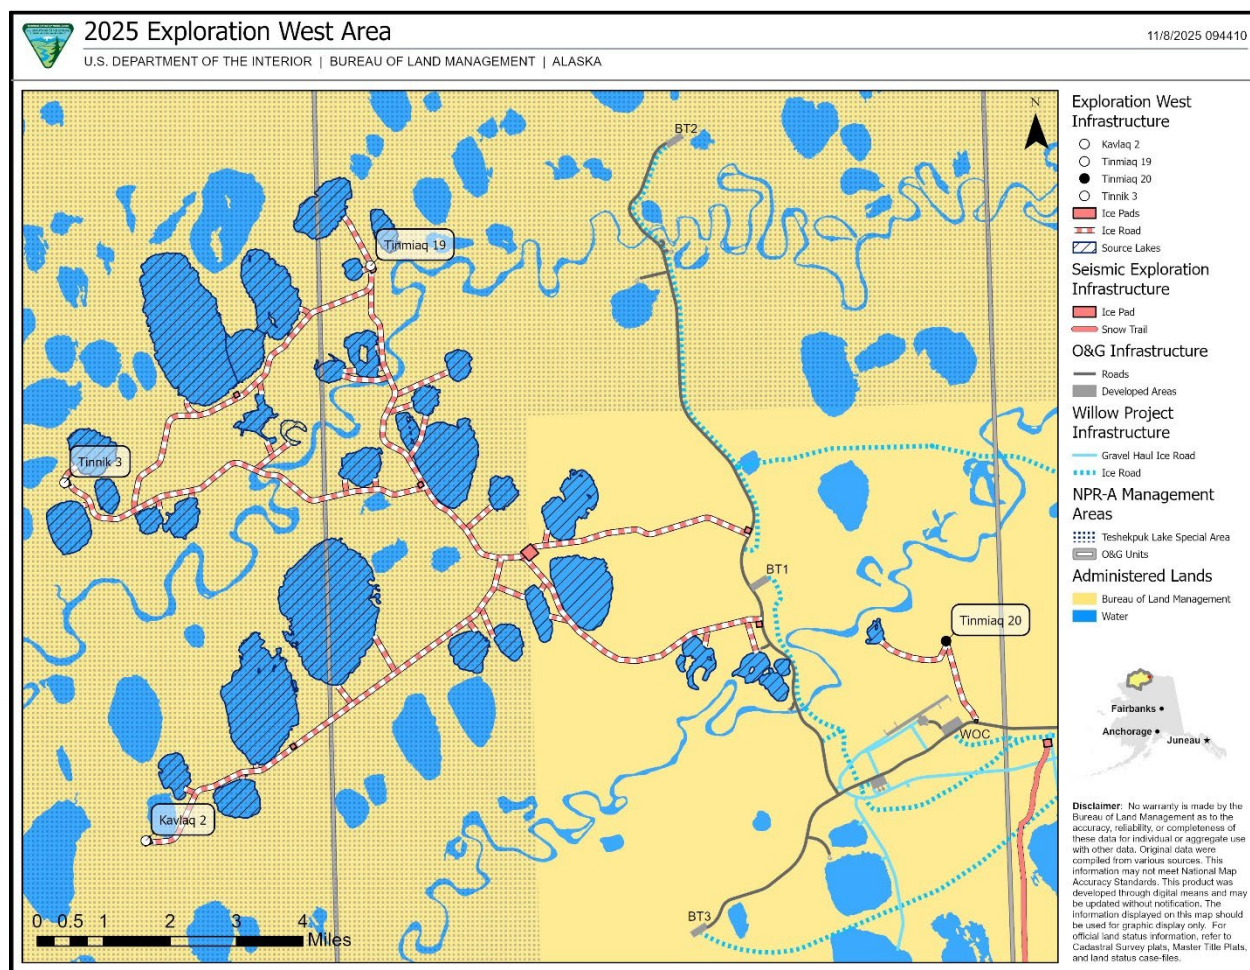 2025 Exploration West Area
11/8/2025 094410
U.S. DEPARTMENT OF THE INTERIOR | BUREAU OF LAND MANAGEMENT | ALASKA
BT2
N
Tinmiaq 19
Tinnik 3
BT1
Tinmiaq 20
WOC
Kavlaq 2
BT3
0 0.5 1 2 3 4
Miles
Exploration West
Infrastructure
Kavlaq 2
Tinmiaq 19
Tinmiaq 20
Tinnik 3
Ice Pads
Ice Road
Source Lakes
Seismic Exploration
Infrastructure
Ice Pad
Snow Trail
O&G Infrastructure
Roads
Developed Areas
Willow Project
Infrastructure
Gravel Haul Ice Road
Ice Road
NPR-A Management
Areas
Teshekpuk Lake Special Area
O&G Units
Administered Lands
Bureau of Land Management
Water
Fairbanks
Anchorage
Juneau
Disclaimer: No warranty is made by the
Bureau of Land Management as to the
accuracy, reliability, or completeness of
these data for individual or aggregate use
with other data. Original data were
compiled from various sources. This
information may not meet National Map
Accuracy Standards. This product was
developed through digital means and may
be updated without notification. The
information displayed on this map should
be used for graphic display only. For
official land status information, refer to
Cadastral Survey plats, Master Title Plats,
and land status case-files.